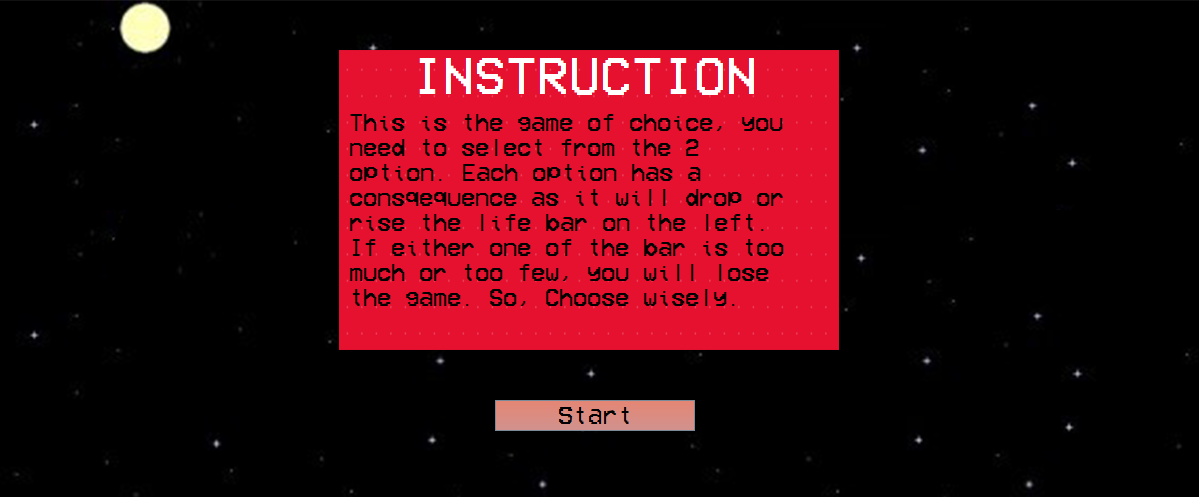 INSTRUCTION
This is the game of choice, you
need to select from the 2
option. Each option has a
consqequence as it will drop or
rise the life bar on the left.
If either one of the bar is too
much or too few, you will lose
the game. So, Choose wisely.
Start